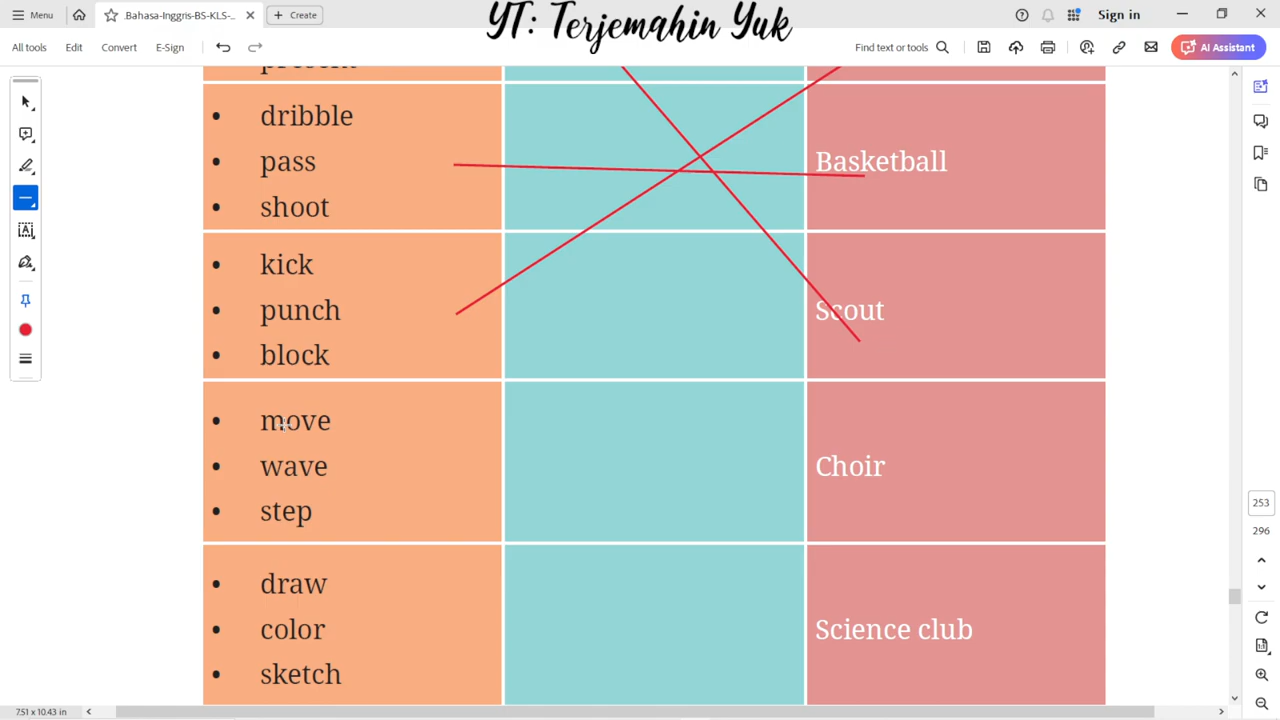 YT: Terjemahin Yuk
Menu
.Bahasa-Inggris-BS-KLS-...
Create
Sign in
All tools
Edit
Convert
E-Sign
Find text or tools
AI Assistant
present
• dribble
• pass
• shoot
Basketball
• kick
• punch
• block
Scout
• move
• wave
• step
Choir
• draw
• color
• sketch
Science club
253
296
7.51 x 10.43 in